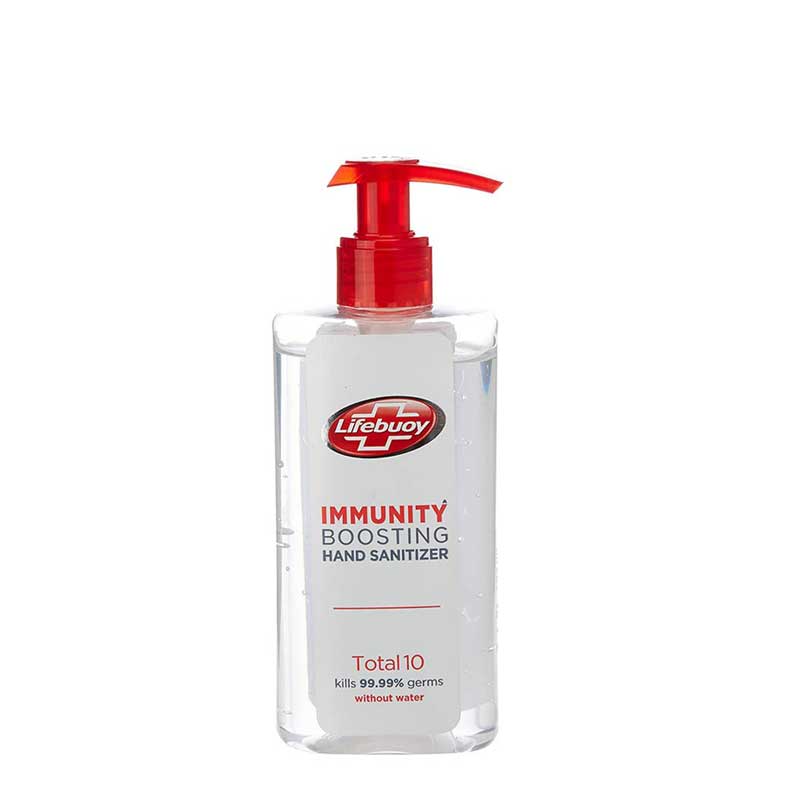 Lifebuoy
IMMUNITY^
BOOSTING
HAND SANITIZER
Total 10
kills 99.99% germs
without water